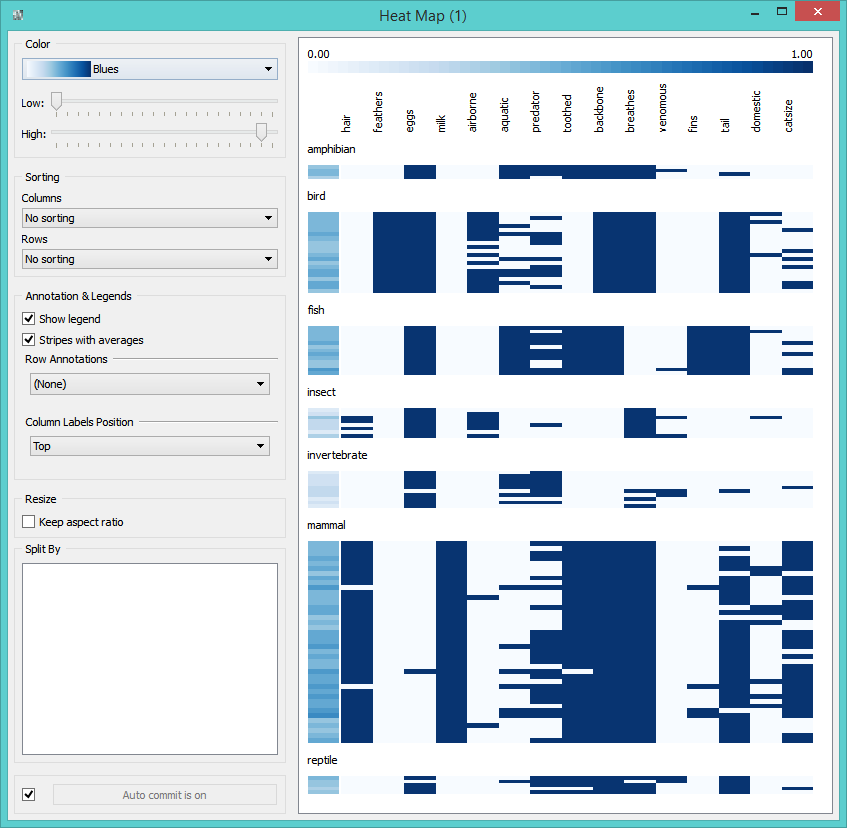 Heat Map (1)
Color
Blues
Low:
High:
Sorting
Columns
No sorting
Rows
No sorting
Annotation & Legends
Show legend
Stripes with averages
Row Annotations
(None)
Column Labels Position
Top
Resize
Keep aspect ratio
Split By
Auto commit is on
0.00 1.00
hair
feathers
eggs
milk
airborne
aquatic
predator
toothed
backbone
breathes
venomous
fins
tail
domestic
catsize
amphibian
bird
fish
insect
invertebrate
mammal
reptile